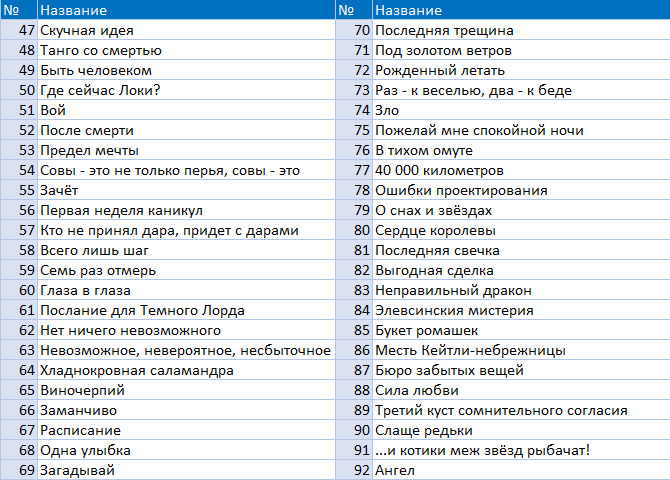 № Название
47 Скучная идея
48 Танго со смертью
49 Быть человеком
50 Где сейчас Локи?
51 Вой
52 После смерти
53 Предел мечты
54 Совы - это не только перья, совы - это
55 Зачёт
56 Первая неделя каникул
57 Кто не принял дара, придет с дарами
58 Всего лишь шаг
59 Семь раз отмерь
60 Глаза в глаза
61 Послание для Темного Лорда
62 Нет ничего невозможного
63 Невозможное, невероятное, несбыточное
64 Хладнокровная саламандра
65 Виночерпий
66 Заманчиво
67 Расписание
68 Одна улыбка
69 Загадывай
№ Название
70 Последняя трещина
71 Под золотом ветров
72 Рожденный летать
73 Раз - к веселью, два - к беде
74 Зло
75 Пожелай мне спокойной ночи
76 В тихом омуте
77 40 000 километров
78 Ошибки проектирования
79 О снах и звёздах
80 Сердце королевы
81 Последняя свечка
82 Выгодная сделка
83 Неправильный дракон
84 Элевсинския мистерия
85 Букет ромашек
86 Месть Кейтли-небрежницы
87 Бюро забытых вещей
88 Сила любви
89 Третий куст сомнительного согласия
90 Слаще редьки
91 ...и котики меж звёзд рыбачат!
92 Ангел